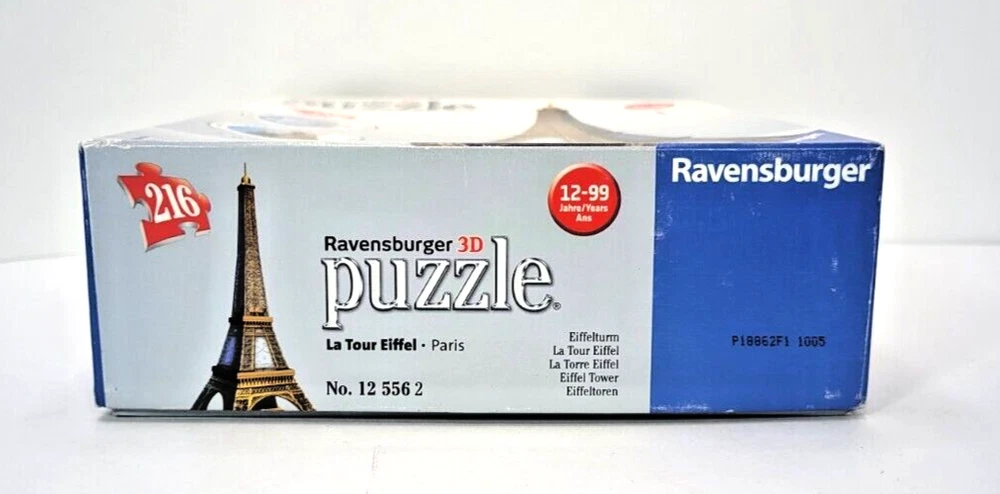 puzzle
216
12-99
Jahre/Years
Ans
Ravensburger
Ravensburger 3D
puzzle®
La Tour Eiffel · Paris
No. 12 556 2
Eiffelturm
La Tour Eiffel
La Torre Eiffel
Eiffel Tower
Eiffeltoren
P18862F1 1005